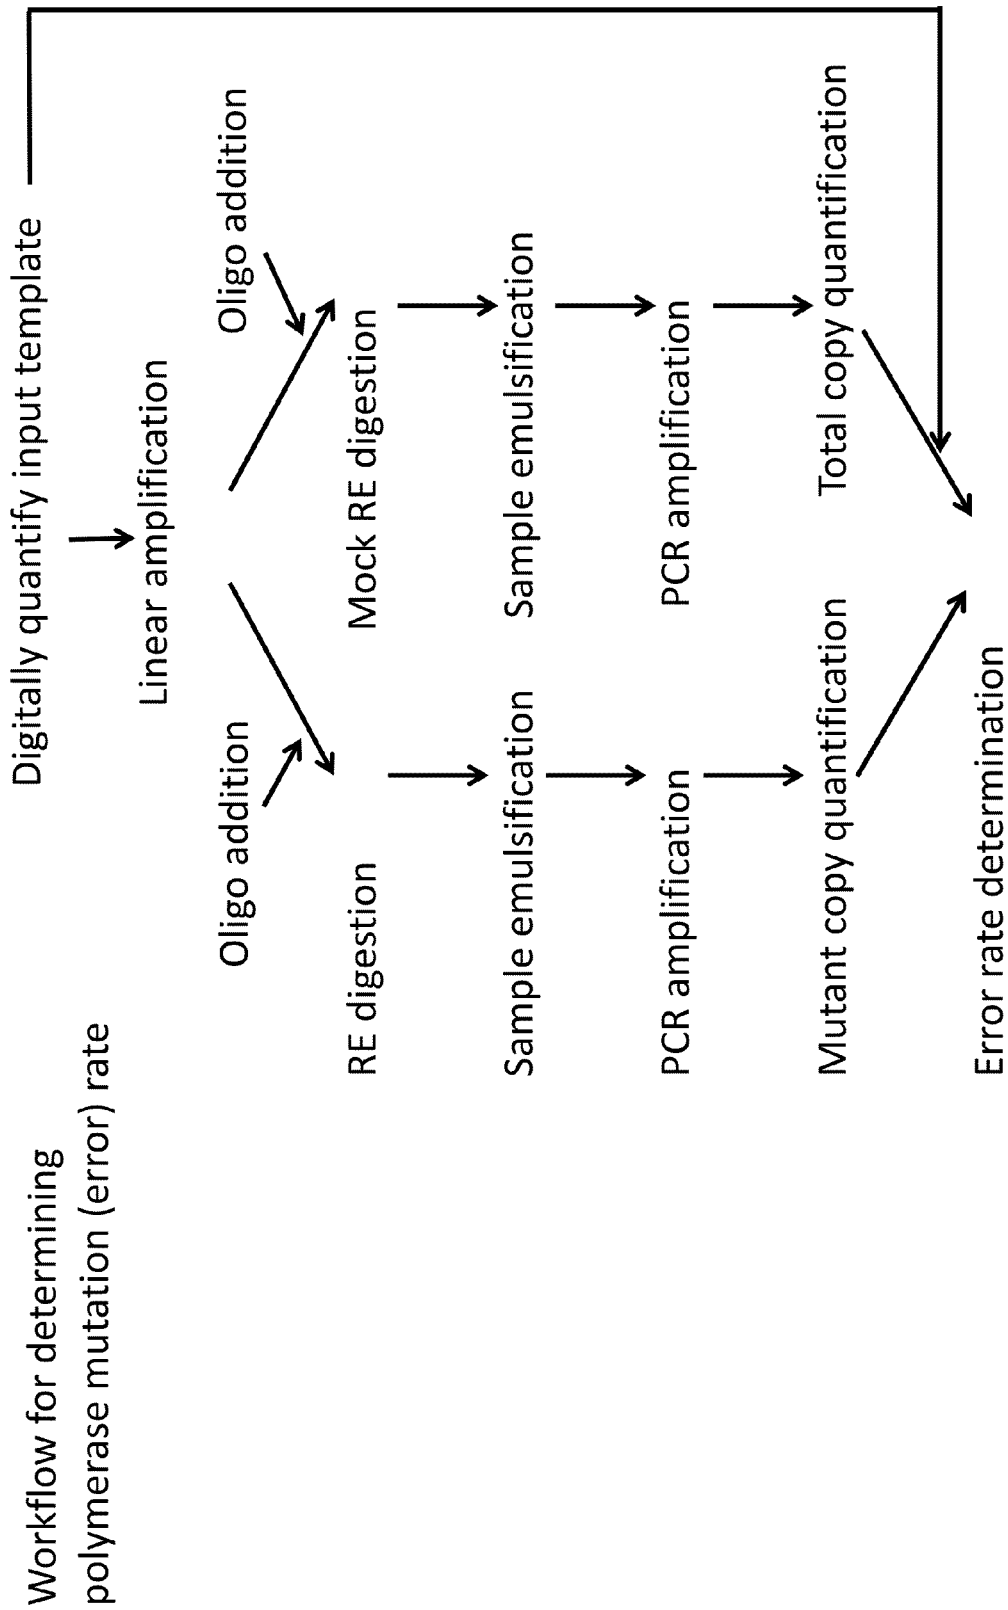 Workflow for determining
polymerase mutation (error) rate
Digitally quantify input template
Linear amplification
Oligo addition
Oligo addition
RE digestion
Mock RE digestion
Sample emulsification
Sample emulsification
PCR amplification
PCR amplification
Mutant copy quantification
Total copy quantification
Error rate determination